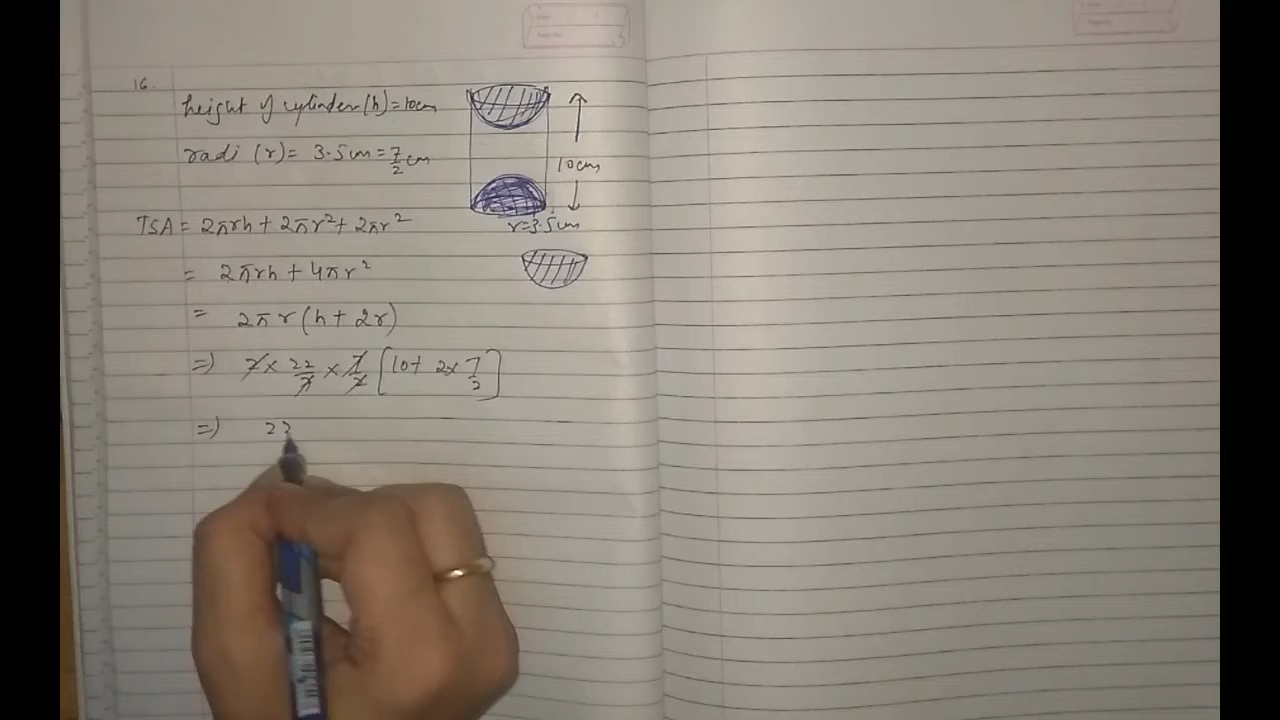 16.
height of cylinder (h) = 10cm
radi (r) = 3.5cm = 7/2 cm
10cm
r=3.5cm
TSA = 2πrh + 2πr² + 2πr²
= 2πrh + 4πr²
= 2πr (h + 2r)
=) 2 × 22/7 × 7/2 [10 + 2 × 7/2]
=) 22